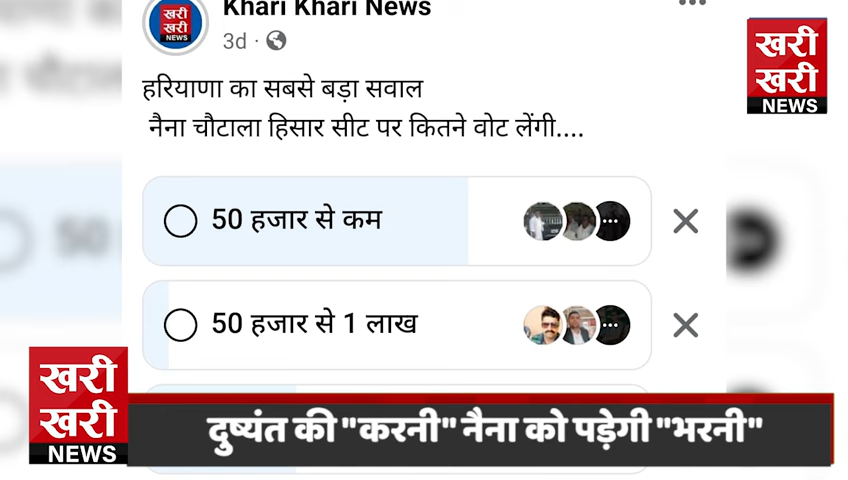 Khari Khari News
3d ·
हरियाणा का सबसे बड़ा सवाल
नैना चौटाला हिसार सीट पर कितने वोट लेंगी....
50 हजार से कम
50 हजार से 1 लाख
खरी
खरी
NEWS
खरी
खरी
NEWS
खरी
खरी
NEWS
दुष्यंत की "करनी" नैना को पड़ेगी "भरनी"